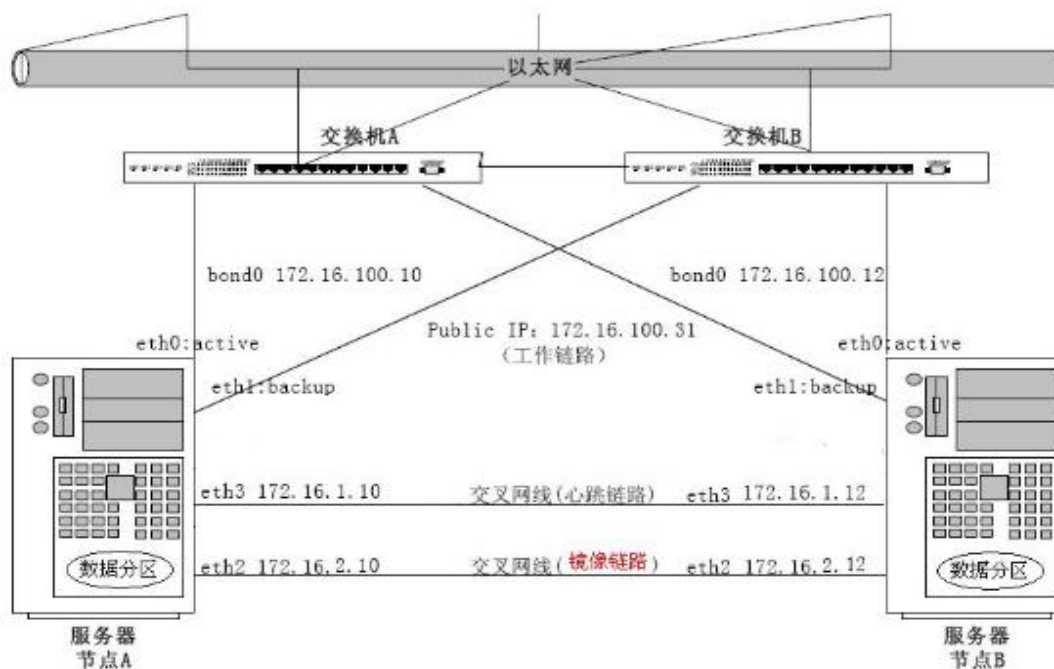 以太网
交换机A
交换机B
bond0 172.16.100.10
bond0 172.16.100.12
Public IP: 172.16.100.31
(工作链路)
eth0:active
eth0:active
eth1:backup
eth1:backup
eth3 172.16.1.10
交叉网线(心跳链路)
eth3 172.16.1.12
eth2 172.16.2.10
交叉网线(镜像链路)
eth2 172.16.2.12
数据分区
数据分区
服务器
节点A
服务器
节点B